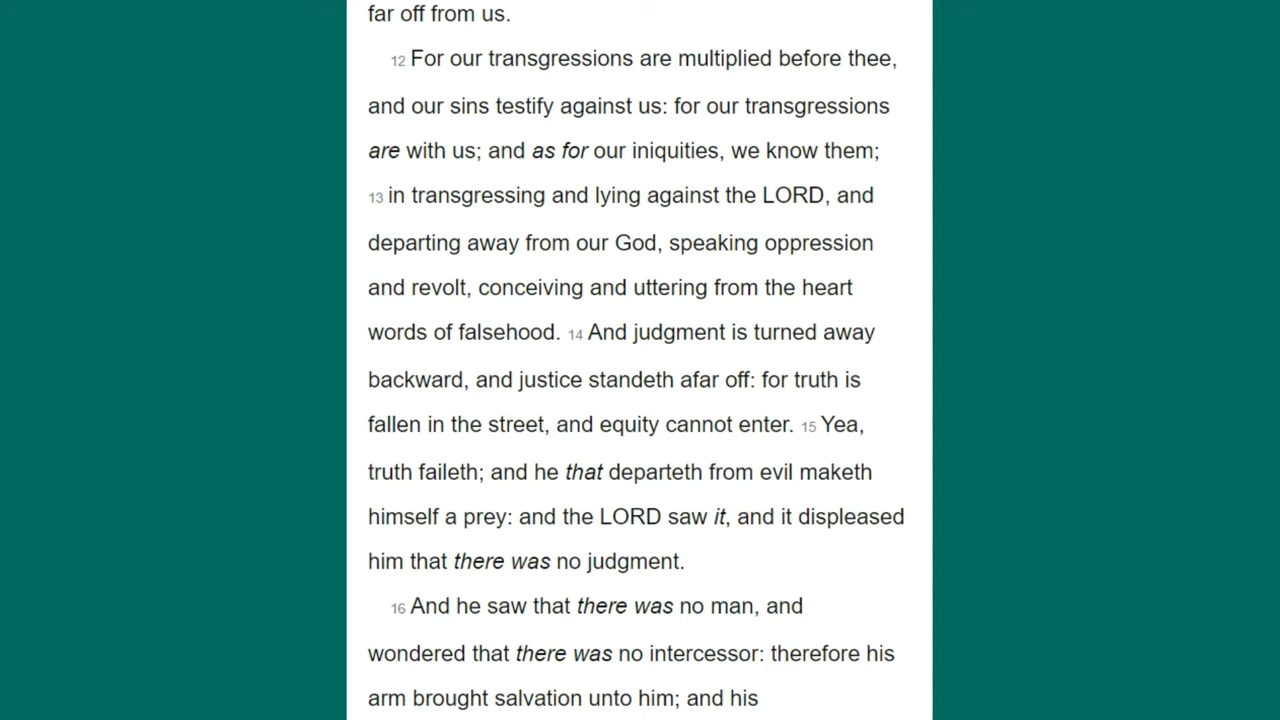 far off from us.
12 For our transgressions are multiplied before thee,
and our sins testify against us: for our transgressions
are with us; and as for our iniquities, we know them;
13 in transgressing and lying against the LORD, and
departing away from our God, speaking oppression
and revolt, conceiving and uttering from the heart
words of falsehood. 14 And judgment is turned away
backward, and justice standeth afar off: for truth is
fallen in the street, and equity cannot enter. 15 Yea,
truth faileth; and he that departeth from evil maketh
himself a prey: and the LORD saw it, and it displeased
him that there was no judgment.
16 And he saw that there was no man, and
wondered that there was no intercessor: therefore his
arm brought salvation unto him; and his